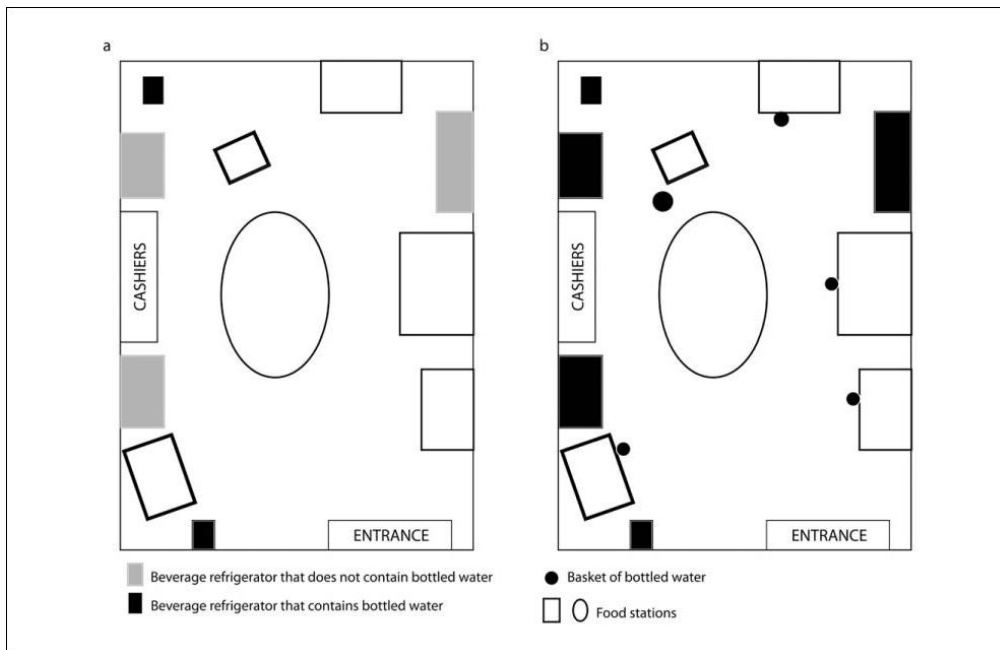 a
b
CASHIERS
CASHIERS
ENTRANCE
ENTRANCE
Beverage refrigerator that does not contain bottled water
Beverage refrigerator that contains bottled water
Basket of bottled water
Food stations